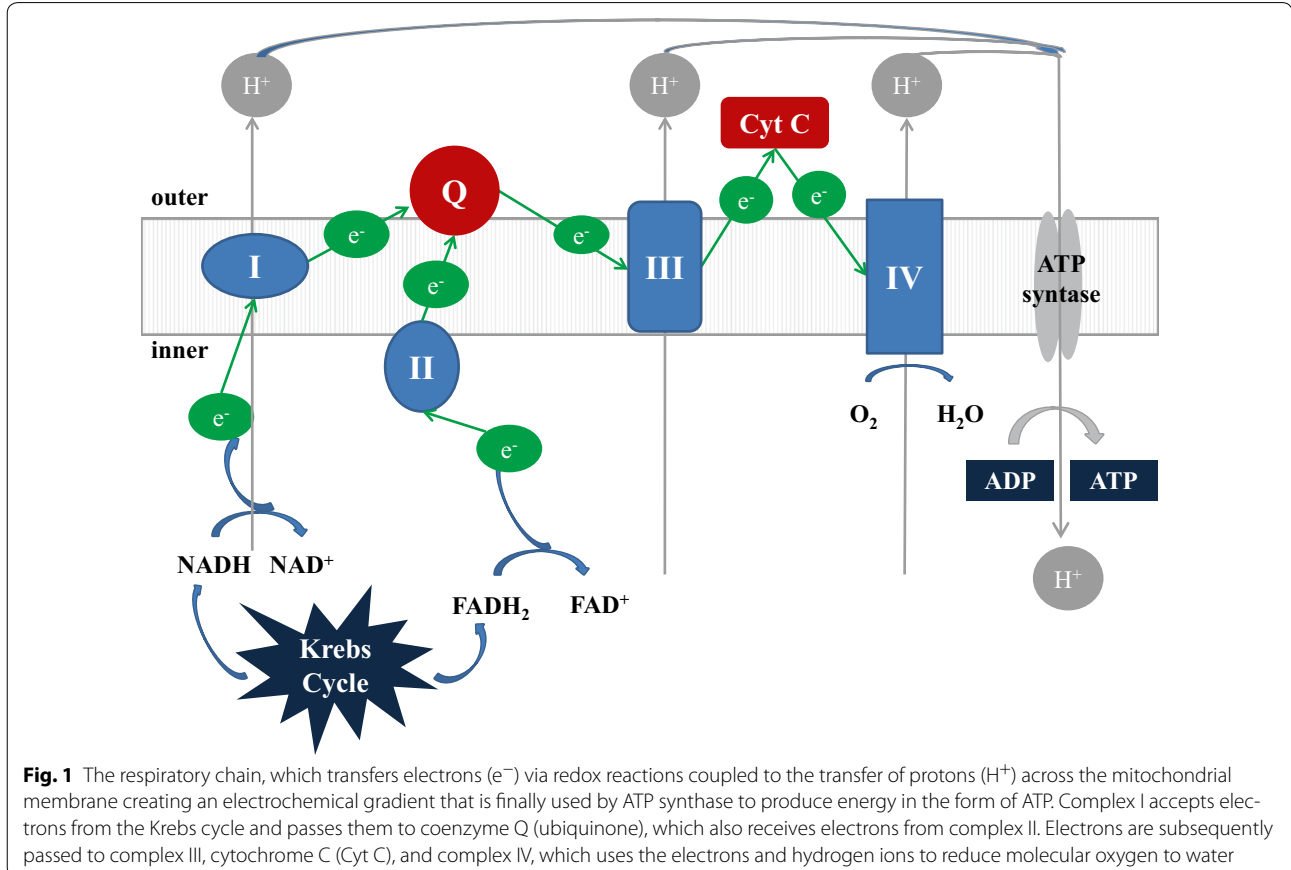 H⁺ H⁺ H⁺
Cyt C
Q
e⁻ e⁻
outer
e⁻ e⁻
I III IV ATP
syntase
e⁻
inner
II
e⁻
O₂ H₂O
e⁻
ADP ATP
NADH NAD⁺
H⁺
FADH₂ FAD⁺
Krebs
Cycle
Fig. 1 The respiratory chain, which transfers electrons (e⁻) via redox reactions coupled to the transfer of protons (H⁺) across the mitochondrial
membrane creating an electrochemical gradient that is finally used by ATP synthase to produce energy in the form of ATP. Complex I accepts elec-
trons from the Krebs cycle and passes them to coenzyme Q (ubiquinone), which also receives electrons from complex II. Electrons are subsequently
passed to complex III, cytochrome C (Cyt C), and complex IV, which uses the electrons and hydrogen ions to reduce molecular oxygen to water